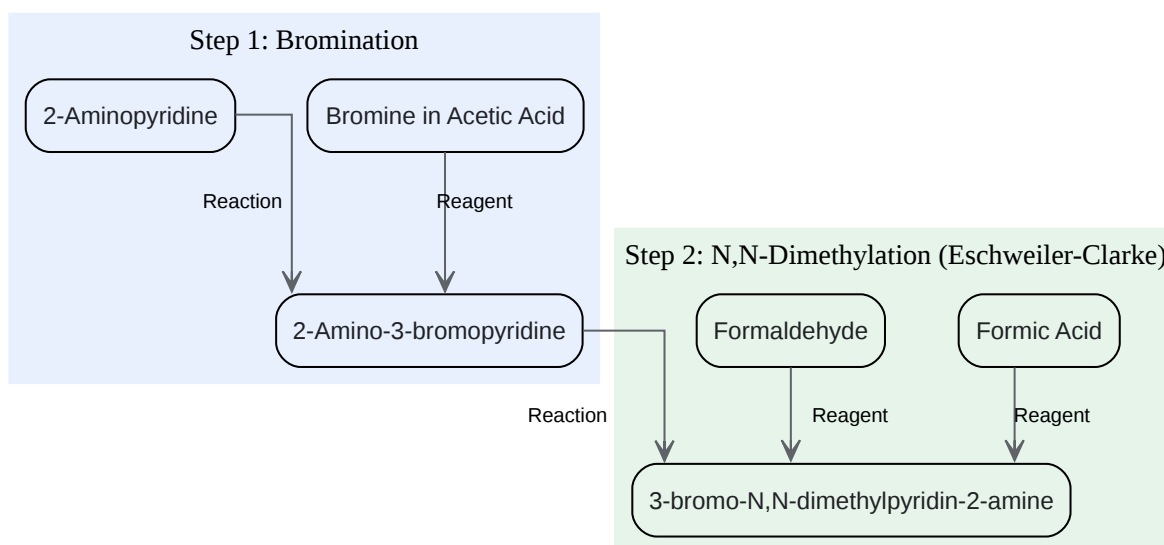 Step 1: Bromination
2-Aminopyridine
Bromine in Acetic Acid
Reaction
Reagent
2-Amino-3-bromopyridine
Step 2: N,N-Dimethylation (Eschweiler-Clarke)
Formaldehyde
Formic Acid
Reaction
Reagent
Reagent
3-bromo-N,N-dimethylpyridin-2-amine